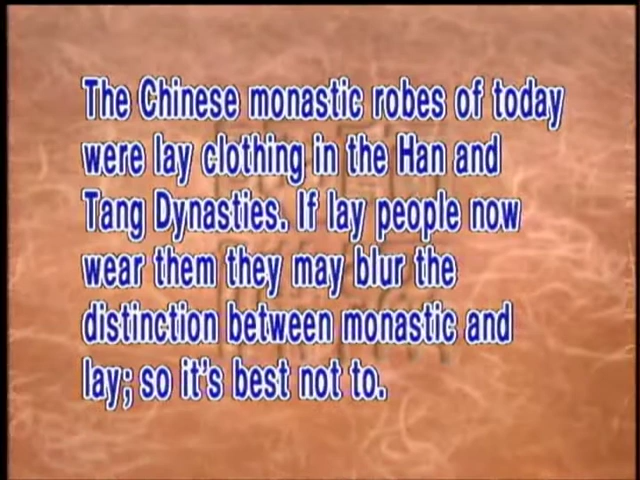 The Chinese monastic robes of today
were lay clothing in the Han and
Tang Dynasties. If lay people now
wear them they may blur the
distinction between monastic and
lay; so it's best not to.